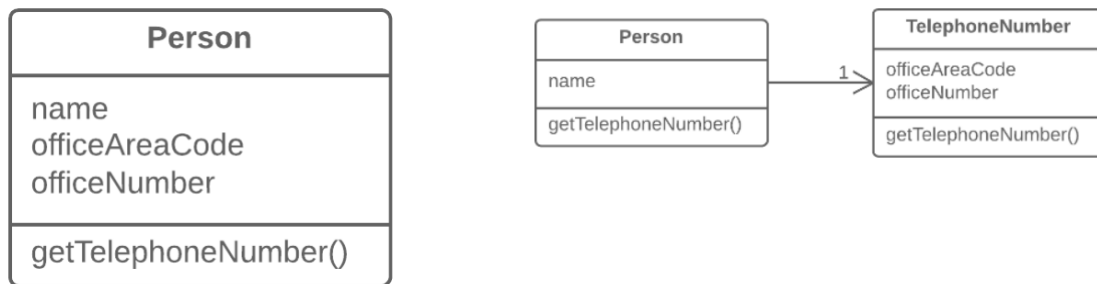 Person
name
officeAreaCode
officeNumber
getTelephoneNumber()
Person
name
getTelephoneNumber()
1
TelephoneNumber
officeAreaCode
officeNumber
getTelephoneNumber()